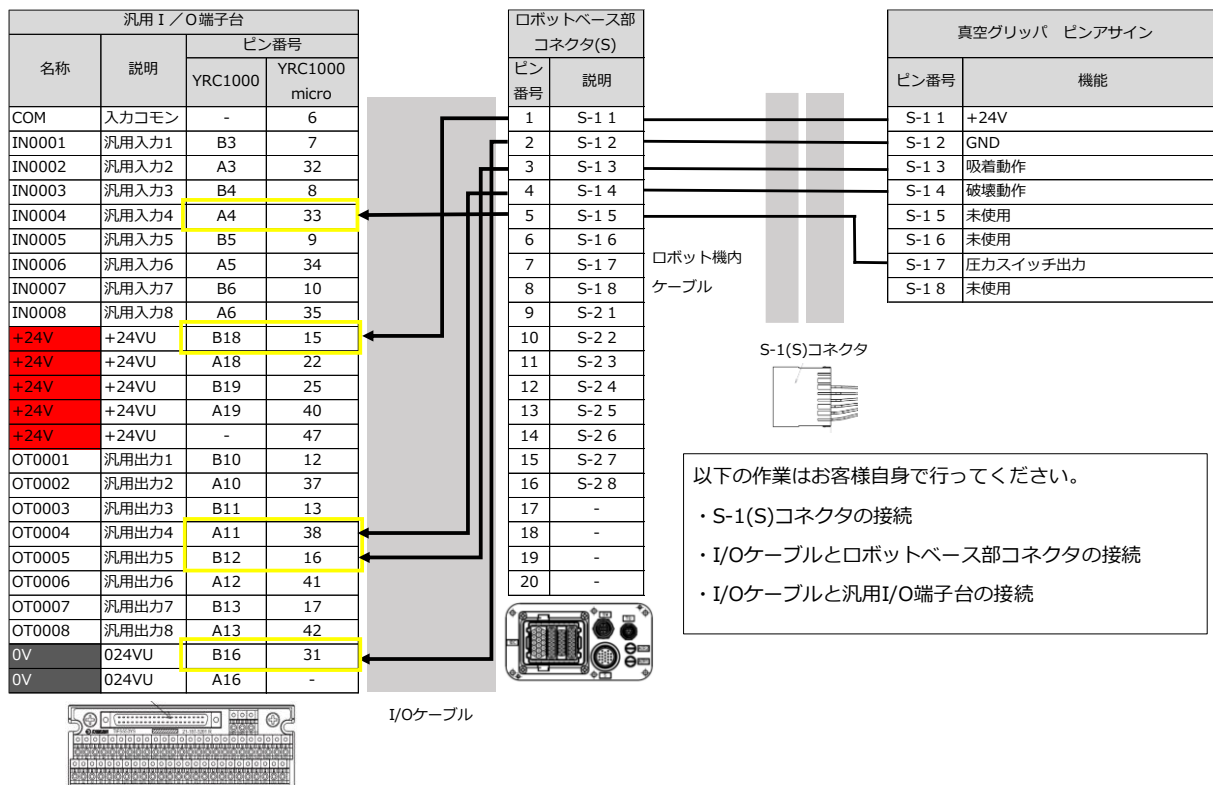 汎用Ｉ／Ｏ端子台
名称 説明 ピン番号
YRC1000 YRC1000 micro
COM 入力コモン - 6
IN0001 汎用入力1 B3 7
IN0002 汎用入力2 A3 32
IN0003 汎用入力3 B4 8
IN0004 汎用入力4 A4 33
IN0005 汎用入力5 B5 9
IN0006 汎用入力6 A5 34
IN0007 汎用入力7 B6 10
IN0008 汎用入力8 A6 35
+24V +24VU B18 15
+24V +24VU A18 22
+24V +24VU B19 25
+24V +24VU A19 40
+24V +24VU - 47
OT0001 汎用出力1 B10 12
OT0002 汎用出力2 A10 37
OT0003 汎用出力3 B11 13
OT0004 汎用出力4 A11 38
OT0005 汎用出力5 B12 16
OT0006 汎用出力6 A12 41
OT0007 汎用出力7 B13 17
OT0008 汎用出力8 A13 42
0V 024VU B16 31
0V 024VU A16 -
I/Oケーブル
ロボットベース部
コネクタ(S)
ピン番号 説明
1 S-1 1
2 S-1 2
3 S-1 3
4 S-1 4
5 S-1 5
6 S-1 6
7 S-1 7
8 S-1 8
9 S-2 1
10 S-2 2
11 S-2 3
12 S-2 4
13 S-2 5
14 S-2 6
15 S-2 7
16 S-2 8
17 -
18 -
19 -
20 -
ロボット機内
ケーブル
真空グリッパ ピンアサイン
ピン番号 機能
S-1 1 +24V
S-1 2 GND
S-1 3 吸着動作
S-1 4 破壊動作
S-1 5 未使用
S-1 6 未使用
S-1 7 圧力スイッチ出力
S-1 8 未使用
S-1(S)コネクタ
以下の作業はお客様自身で行ってください。
・S-1(S)コネクタの接続
・I/Oケーブルとロボットベース部コネクタの接続
・I/Oケーブルと汎用I/O端子台の接続